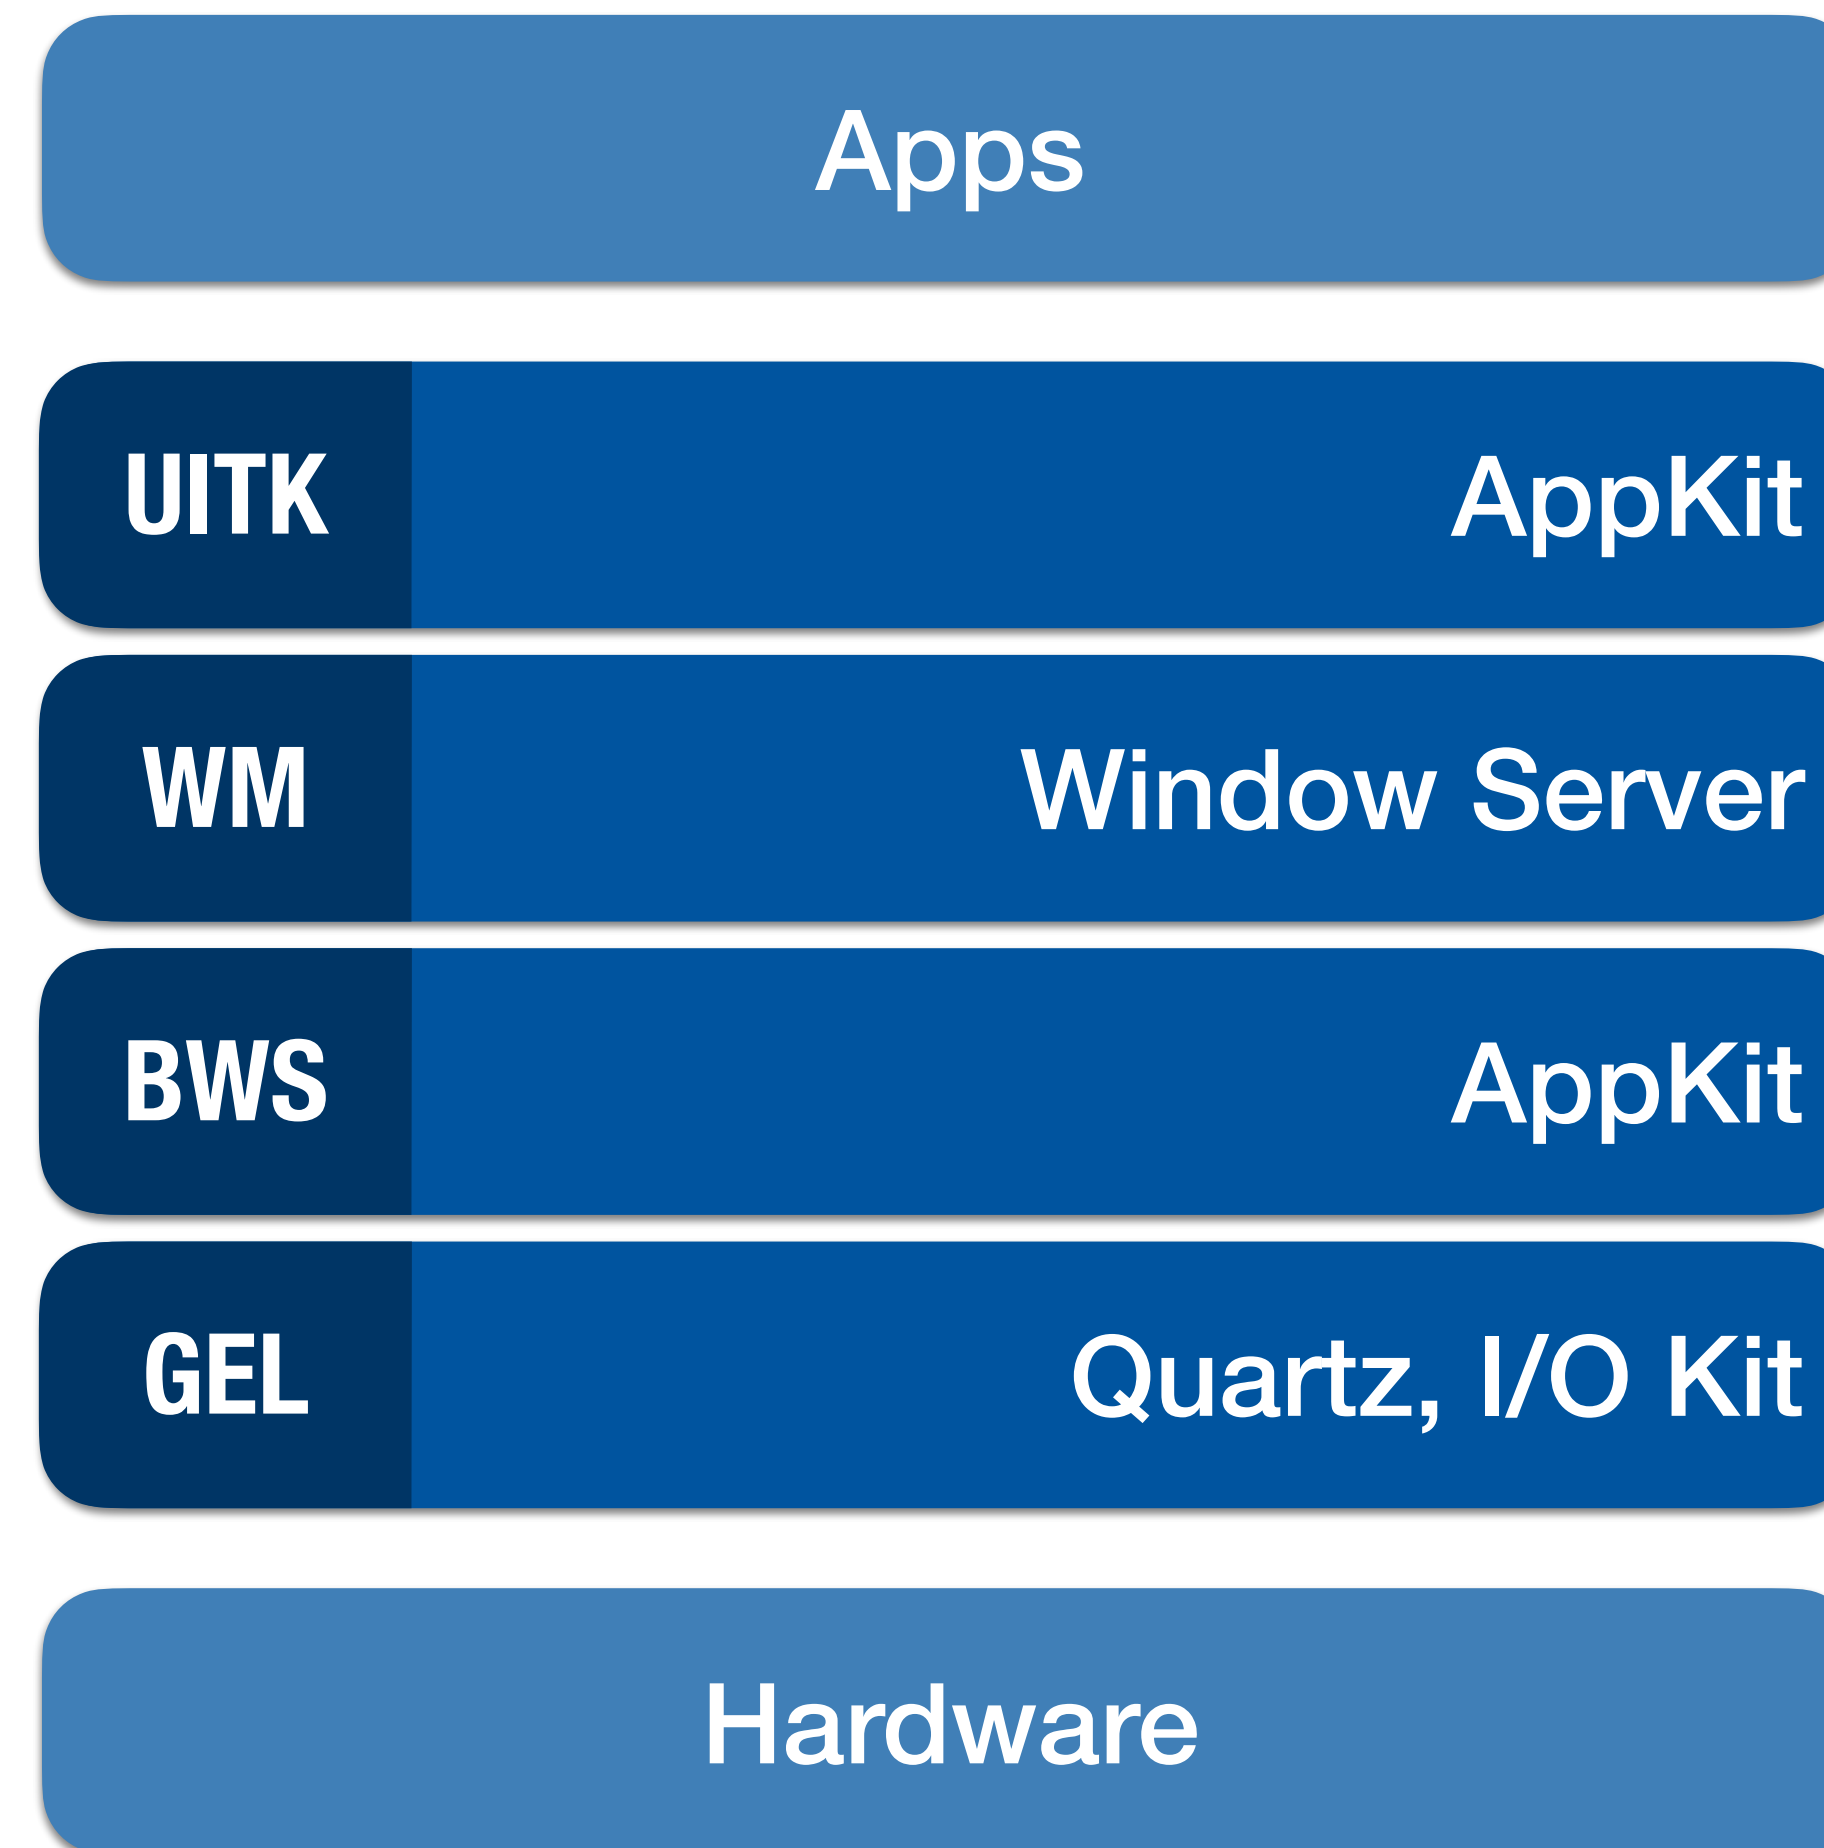 Apps
UITK AppKit
WM Window Server
BWS AppKit
GEL Quartz, I/O Kit
Hardware